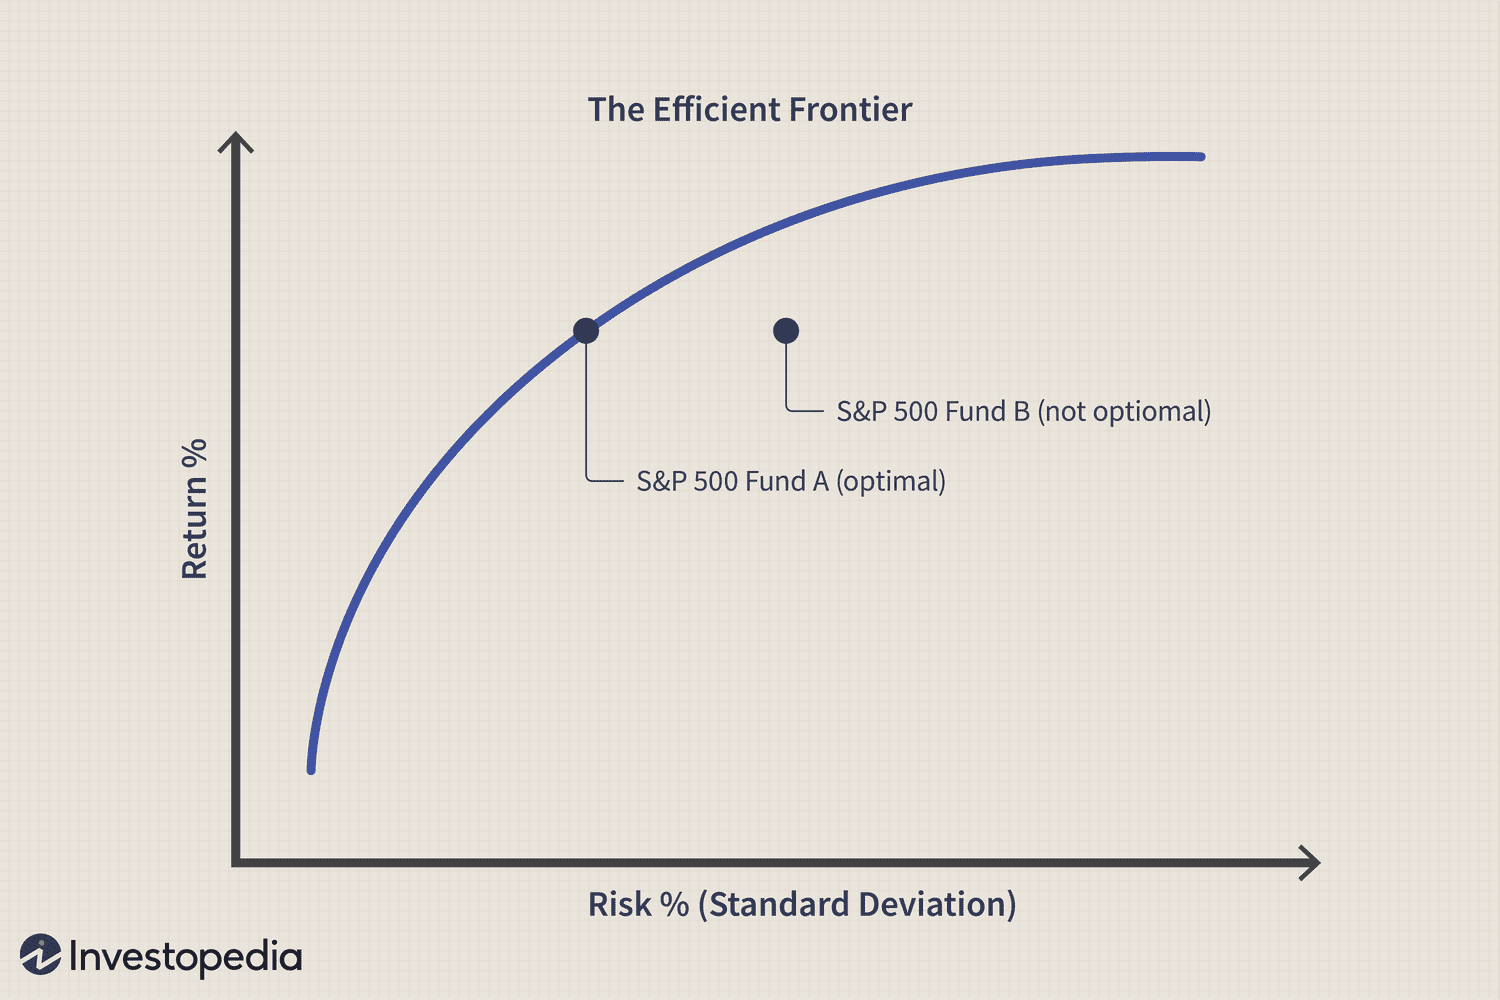 The Efficient Frontier
S&P 500 Fund B (not optiomal)
S&P 500 Fund A (optimal)
Return %
Risk % (Standard Deviation)
Investopedia